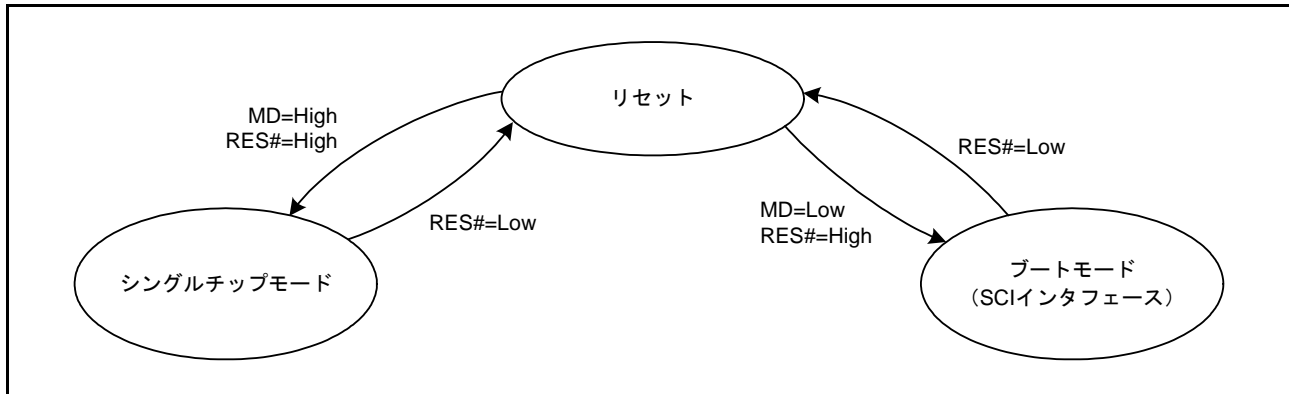 リセット
MD=High
RES#=High
RES#=Low
RES#=Low
MD=Low
RES#=High
シングルチップモード
ブートモード
（SCIインタフェース）